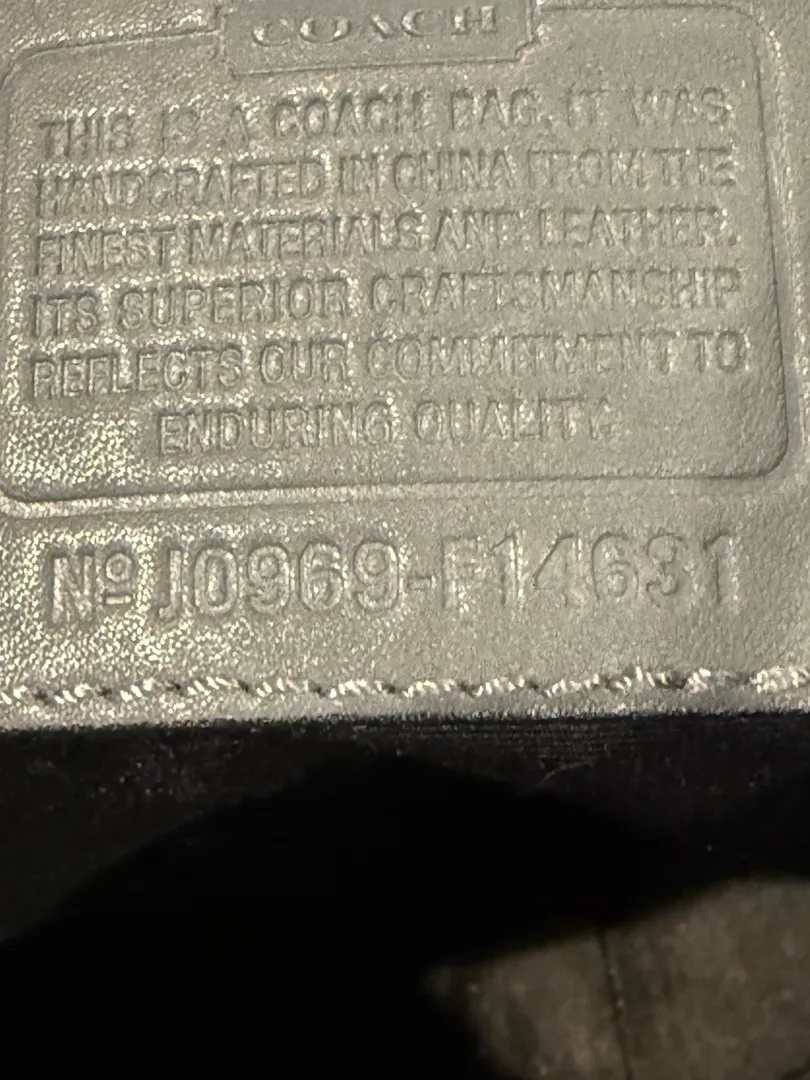 COACH
THIS IS A COACH BAG. IT WAS
HANDCRAFTED IN CHINA FROM THE
FINEST MATERIALS AND LEATHER.
ITS SUPERIOR CRAFTSMANSHIP
REFLECTS OUR COMMITMENT TO
ENDURING QUALITY.
Nº J0969-F14631